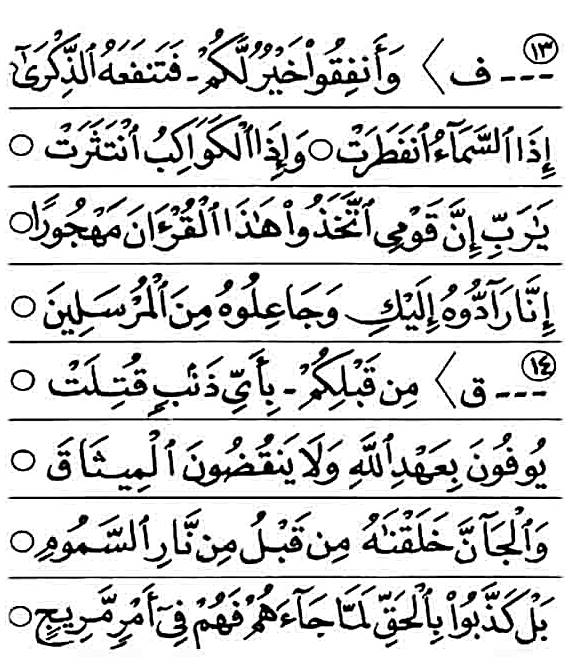 ١٣ --- ف 〉 وَأَنفِقُوا۟ خَيْرٌ لَّكُمْ - فَتَنفَعَهُ ٱلذِّكْرَىٰٓ
إِذَا ٱلسَّمَآءُ ٱنفَطَرَتْ ○ وَإِذَا ٱلْكَوَاكِبُ ٱنْتَثَرَتْ ○
يَٰرَبِّ إِنَّ قَوْمِى ٱتَّخَذُوا۟ هَٰذَا ٱلْقُرْءَانَ مَهْجُورًا ○
إِنَّا رَآدُّوهُ إِلَيْكِ وَجَاعِلُوهُ مِنَ ٱلْمُرْسَلِينَ ○
١٤ --- ق 〉 مِن قَبْلِكُمْ - بِأَىِّ ذَنۢبٍ قُتِلَتْ ○
يُوفُونَ بِعَهْدِ ٱللَّهِ وَلَا يَنقُضُونَ ٱلْمِيثَاقَ ○
وَٱلْجَآنَّ خَلَقْنَٰهُ مِن قَبْلُ مِن نَّارِ ٱلسَّمُومِ ○
بَلْ كَذَّبُوا۟ بِٱلْحَقِّ لَمَّا جَآءَهُمْ فَهُمْ فِىٓ أَمْرٍ مَّرِيجٍ ○